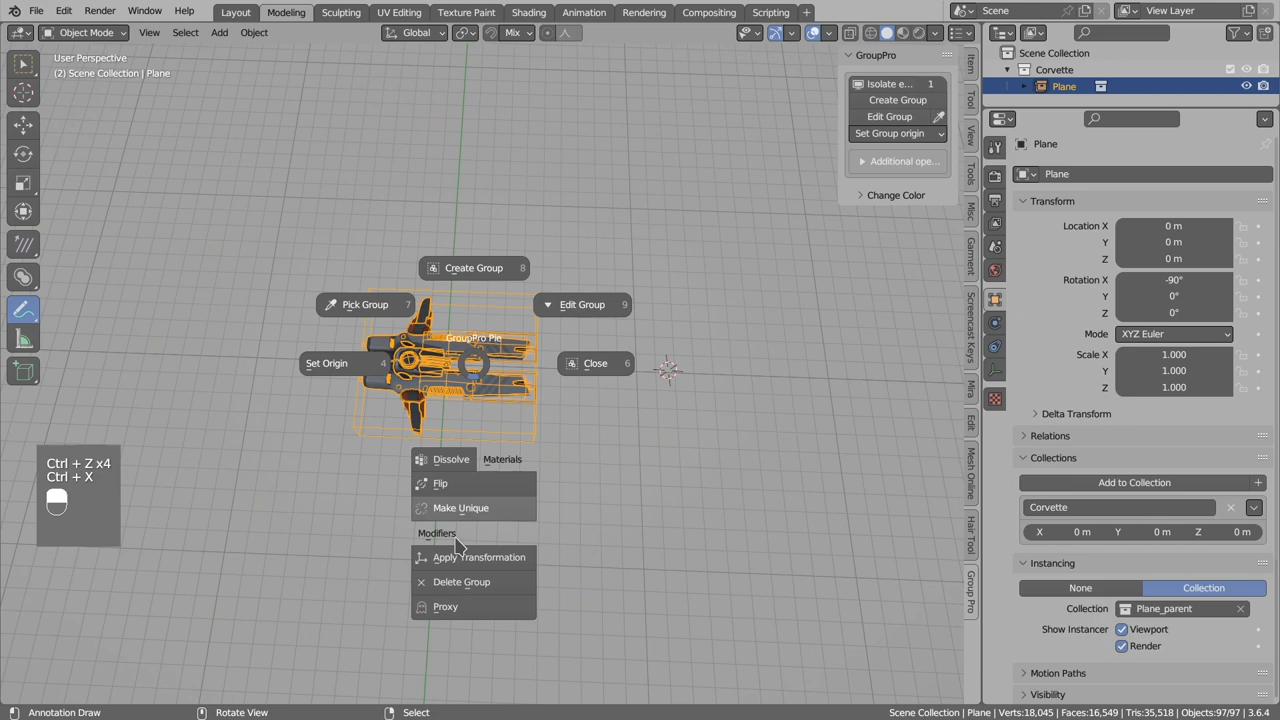 File Edit Render Window Help Layout Modeling Sculpting UV Editing Texture Paint Shading Animation Rendering Compositing Scripting + Scene View Layer
Object Mode View Select Add Object Global Mix
User Perspective
(2) Scene Collection | Plane
GroupPro
Isolate e... 1
Create Group
Edit Group
Set Group origin
Additional ope...
Change Color
Item
Tool
View
Tools
Misc
Garment
Screencast Keys
Mira
Edit
Mesh Online
Hair Tool
Group Pro
Create Group 8
Pick Group 7
Edit Group 9
GroupPro Pie
Set Origin 4
Close 6
Dissolve Materials
Flip
Make Unique
Modifiers
Apply Transformation
Delete Group
Proxy
Ctrl + Z x4
Ctrl + X
Scene Collection
Corvette
Plane
Plane
Plane
Transform
Location X 0 m
Y 0 m
Z 0 m
Rotation X -90°
Y 0°
Z 0°
Mode XYZ Euler
Scale X 1.000
Y 1.000
Z 1.000
Delta Transform
Relations
Collections
Add to Collection +
Corvette
X 0 m Y 0 m Z 0 m
Instancing
None Collection
Collection Plane_parent
Show Instancer Viewport
Render
Motion Paths
Visibility
Annotation Draw Rotate View Select Scene Collection | Plane | Verts:18,045 | Faces:16,549 | Tris:35,518 | Objects:97/97 | 3.6.4